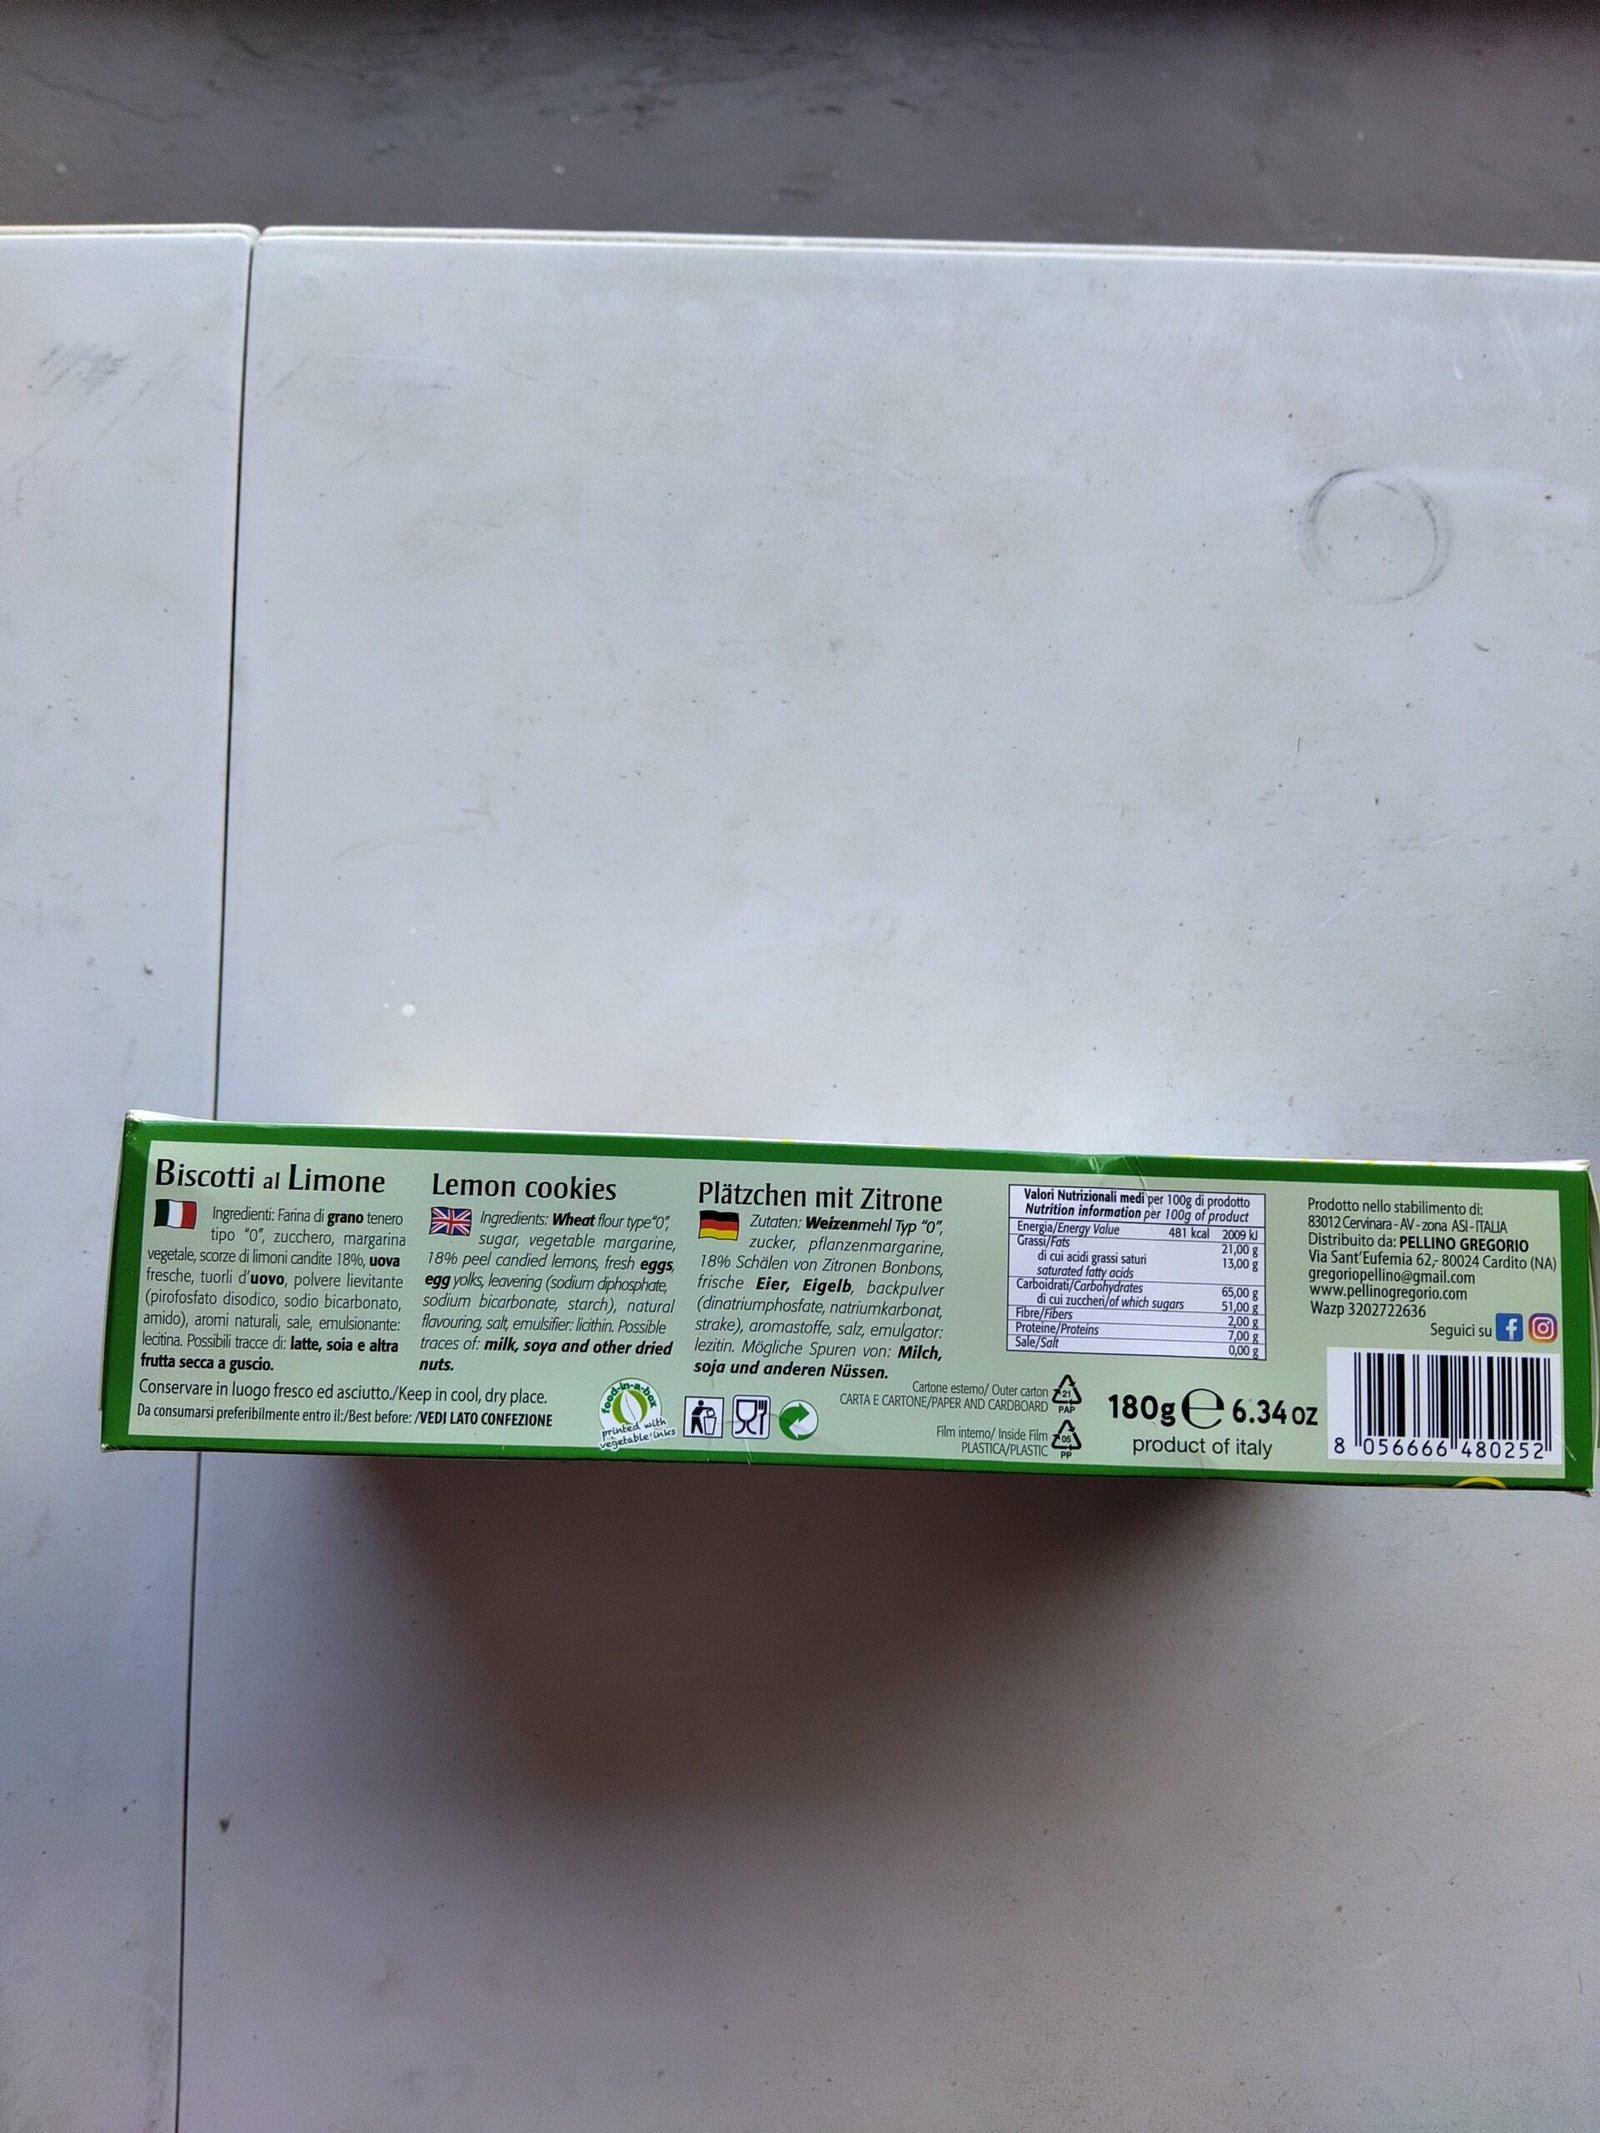 Biscotti al Limone
Ingredienti: Farina di grano tenero
tipo "0", zucchero, margarina
vegetale, scorze di limoni candite 18%, uova
fresche, tuorli d'uovo, polvere lievitante
(pirofosfato disodico, sodio bicarbonato,
amido), aromi naturali, sale, emulsionante:
lecitina. Possibili tracce di: latte, soia e altra
frutta secca a guscio.
Lemon cookies
Ingredients: Wheat flour type"0",
sugar, vegetable margarine,
18% peel candied lemons, fresh eggs,
egg yolks, leavering (sodium diphosphate,
sodium bicarbonate, starch), natural
flavouring, salt, emulsifier: licithin. Possible
traces of: milk, soya and other dried
nuts.
Plätzchen mit Zitrone
Zutaten: Weizenmehl Typ "0",
zucker, pflanzenmargarine,
18% Schälen von Zitronen Bonbons,
frische Eier, Eigelb, backpulver
(dinatriumphosfate, natriumkarbonat,
strake), aromastoffe, salz, emulgator:
lezitin. Mögliche Spuren von: Milch,
soja und anderen Nüssen.
Conservare in luogo fresco ed asciutto./Keep in cool, dry place.
Da consumarsi preferibilmente entro il:/Best before: /VEDI LATO CONFEZIONE
food-in-a-box
printed with
vegetable inks
Valori Nutrizionali medi per 100g di prodotto
Nutrition information per 100g of product
Energia/Energy Value 481 kcal 2009 kJ
Grassi/Fats 21,00 g
di cui acidi grassi saturi 13,00 g
saturated fatty acids
Carboidrati/Carbohydrates 65,00 g
di cui zuccheri/of which sugars 51,00 g
Fibre/Fibers 2,00 g
Proteine/Proteins 7,00 g
Sale/Salt 0,00 g
Cartone esterno/ Outer carton
CARTA E CARTONE/PAPER AND CARDBOARD
21
PAP
Film interno/ Inside Film
PLASTICA/PLASTIC
05
PP
180g e 6.34 oz
product of italy
Prodotto nello stabilimento di:
83012 Cervinara - AV - zona ASI - ITALIA
Distribuito da: PELLINO GREGORIO
Via Sant'Eufemia 62,- 80024 Cardito (NA)
gregoriopellino@gmail.com
www.pellinogregorio.com
Wazp 3202722636
Seguici su
8 056666 480252